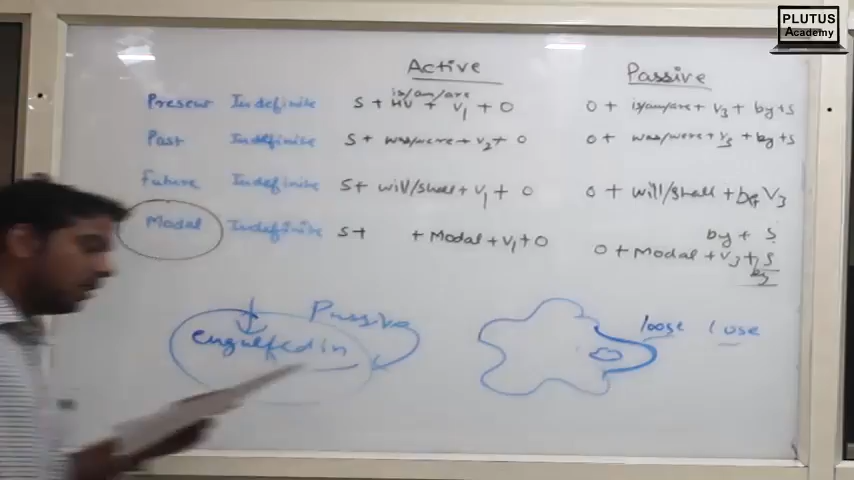 PLUTUS
Academy
Active Passive
is/am/are
Present Indefinite S + HV + V1 + O O + is/am/are + V3 + by + S
Past Indefinite S + was/were + V2 + O O + was/were + V3 + by + S
Future Indefinite S + will/shall + V1 + O O + will/shall + be V3
by + S
Modal Indefinite S + + Modal + V1 + O O + Modal + V3 + S
by
Passive
engulfed in
loose use